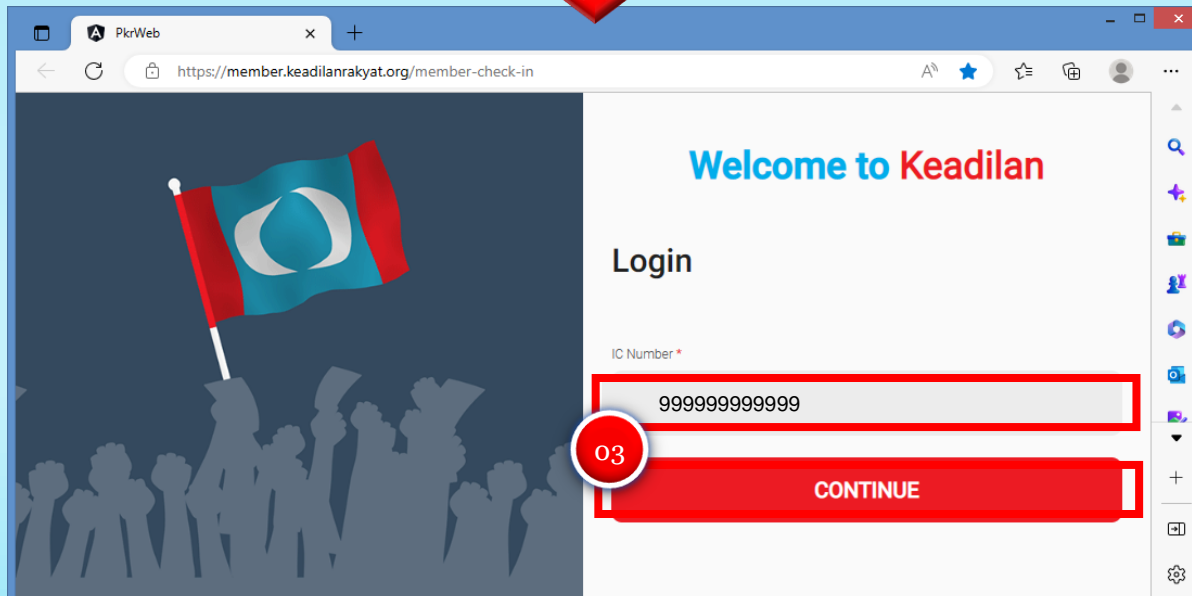 PkrWeb
https://member.keadilanrakyat.org/member-check-in
Welcome to Keadilan
Login
IC Number *
999999999999
03
CONTINUE